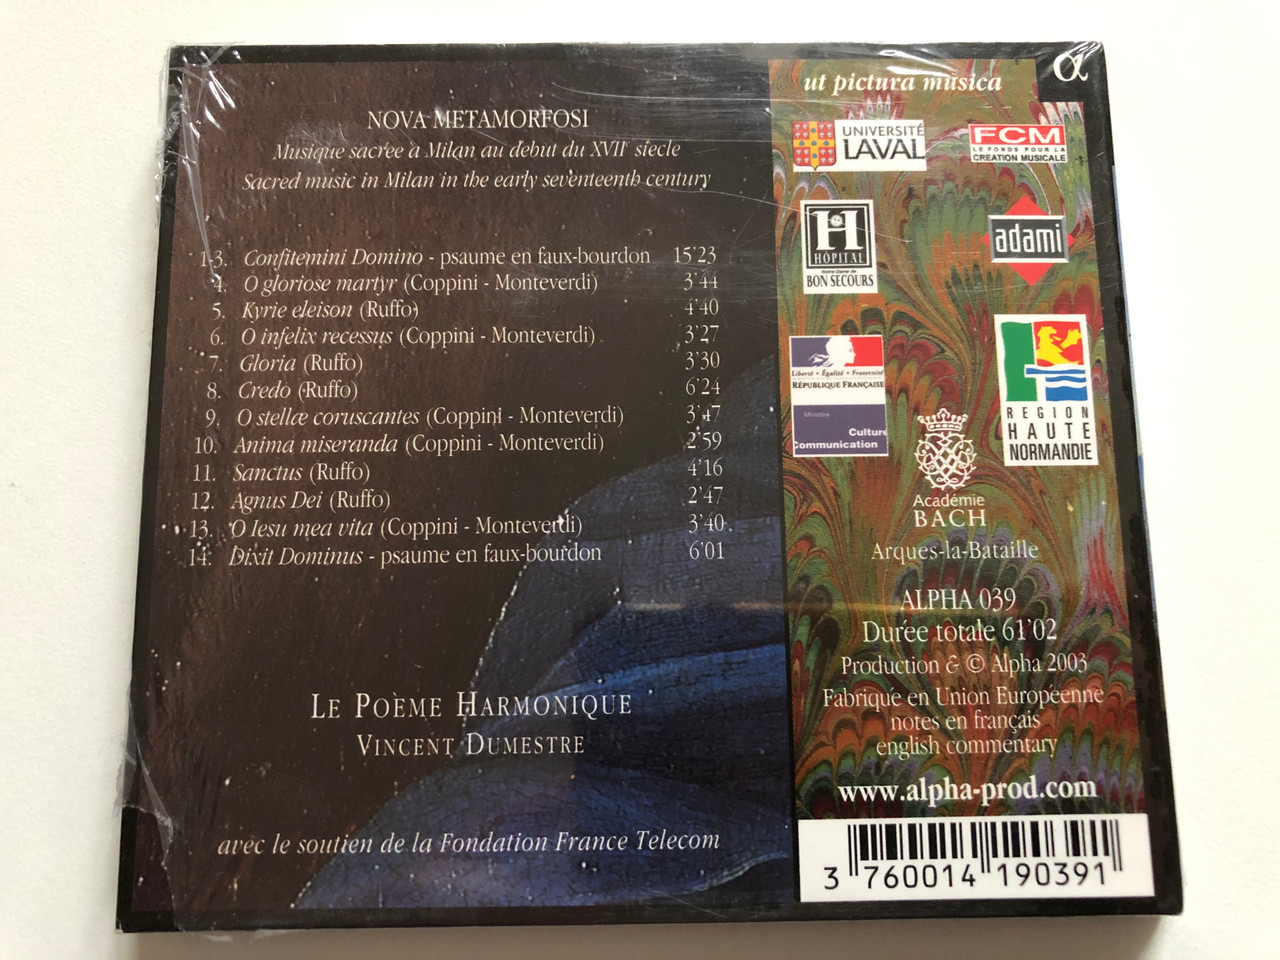 NOVA METAMORFOSI
Musique sacrée à Milan au début du XVIIe siècle
Sacred music in Milan in the early seventeenth century
1-3. Confitemini Domino - psaume en faux-bourdon 15'23
4. O gloriose martyr (Coppini - Monteverdi) 3'44
5. Kyrie eleison (Ruffo) 4'40
6. O infelix recessus (Coppini - Monteverdi) 3'27
7. Gloria (Ruffo) 3'30
8. Credo (Ruffo) 6'24
9. O stellæ coruscantes (Coppini - Monteverdi) 3'47
10. Anima miseranda (Coppini - Monteverdi) 2'59
11. Sanctus (Ruffo) 4'16
12. Agnus Dei (Ruffo) 2'47
13. O Iesu mea vita (Coppini - Monteverdi) 3'40
14. Dixit Dominus - psaume en faux-bourdon 6'01
LE POÈME HARMONIQUE
VINCENT DUMESTRE
avec le soutien de la Fondation France Telecom
ut pictura musica
α
UNIVERSITÉ
LAVAL
FCM
LE FONDS POUR LA
CREATION MUSICALE
H
HÔPITAL
Notre-Dame de
BON SECOURS
adami
Liberté • Égalité • Fraternité
RÉPUBLIQUE FRANÇAISE
Ministère
Culture
Communication
REGION
HAUTE
NORMANDIE
Académie
BACH
Arques-la-Bataille
ALPHA 039
Durée totale 61'02
Production & © Alpha 2003
Fabriqué en Union Européenne
notes en français
english commentary
www.alpha-prod.com
3 760014 190391